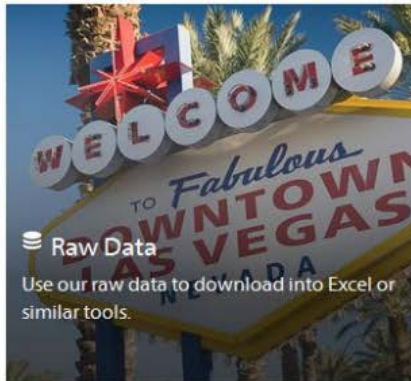 WELCOME
TO Fabulous
DOWNTOWN
LAS VEGAS
NEVADA
Raw Data
Use our raw data to download into Excel or
similar tools.